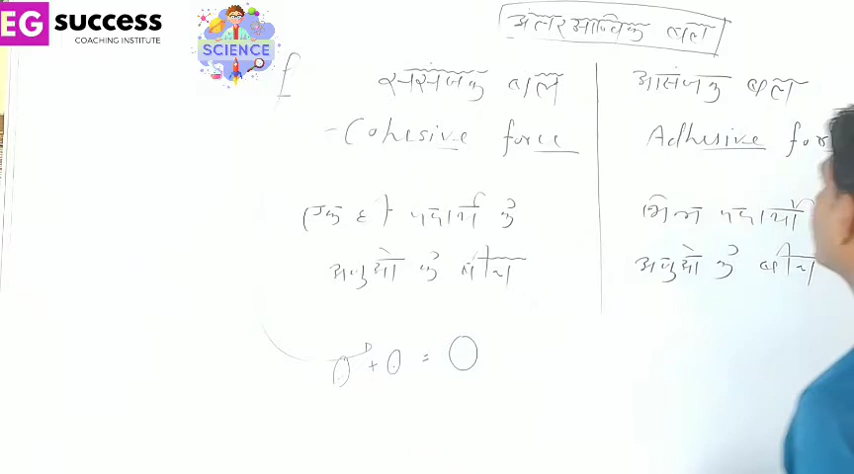 EG success
COACHING INSTITUTE
SCIENCE
अंतरआण्विक बल
ससंजक बल
आसंजक बल
Cohesive force
Adhesive for
(एक ही पदार्थ के
अणुओ के बीच
भिन्न पदार्थो
अणुओ के बीच
0 + 0 = 0